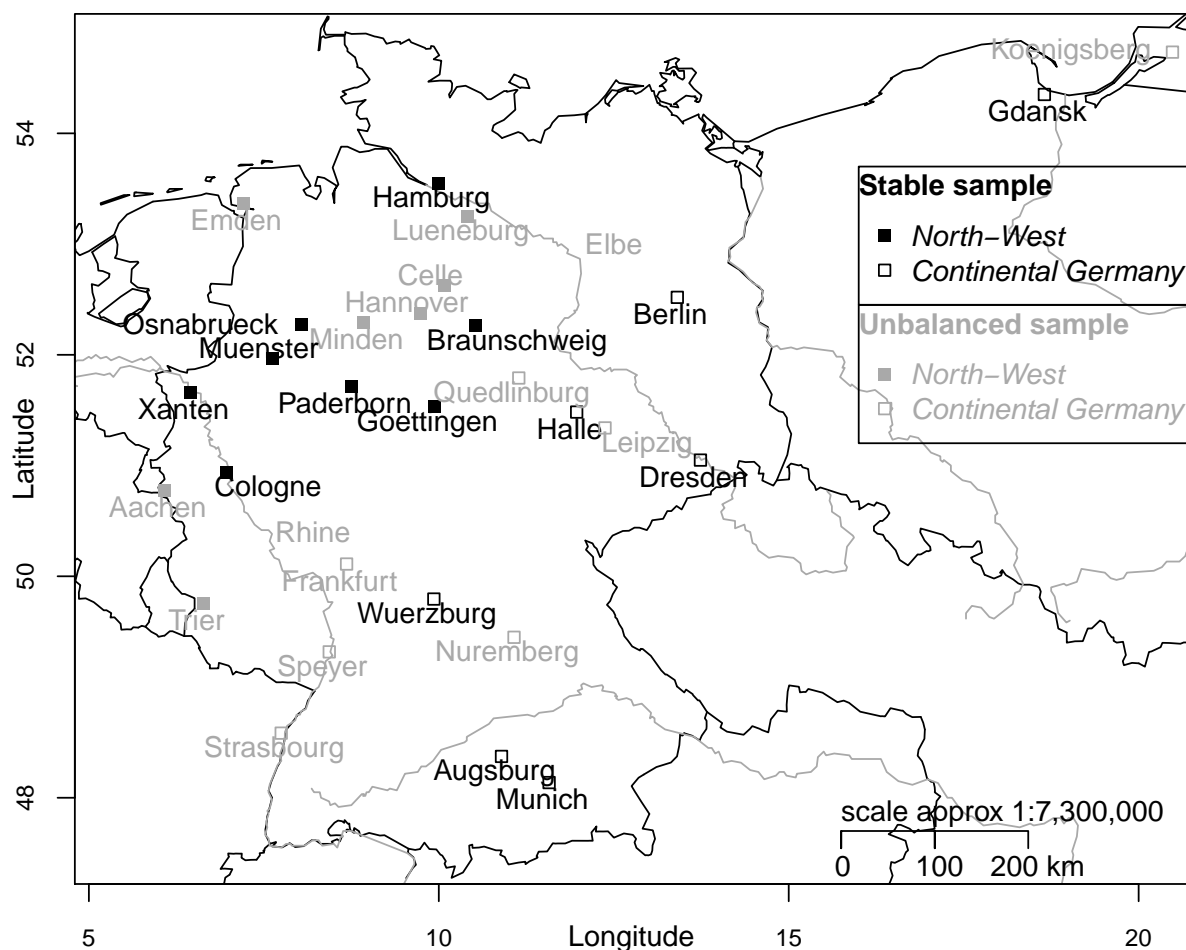 Koenigsberg
Gdansk
54
Stable sample
North−West
Continental Germany
Unbalanced sample
North−West
Continental Germany
Hamburg
Emden
Lueneburg
Elbe
Celle
Hannover
Berlin
Osnabrueck
Minden
Braunschweig
Muenster
52
Quedlinburg
Xanten
Paderborn
Goettingen
Halle
Leipzig
Latitude
Dresden
Cologne
Aachen
Rhine
50
Frankfurt
Trier
Wuerzburg
Nuremberg
Speyer
Strasbourg
Augsburg
Munich
48
scale approx 1:7,300,000
0 100 200 km
5 10 15 20
Longitude